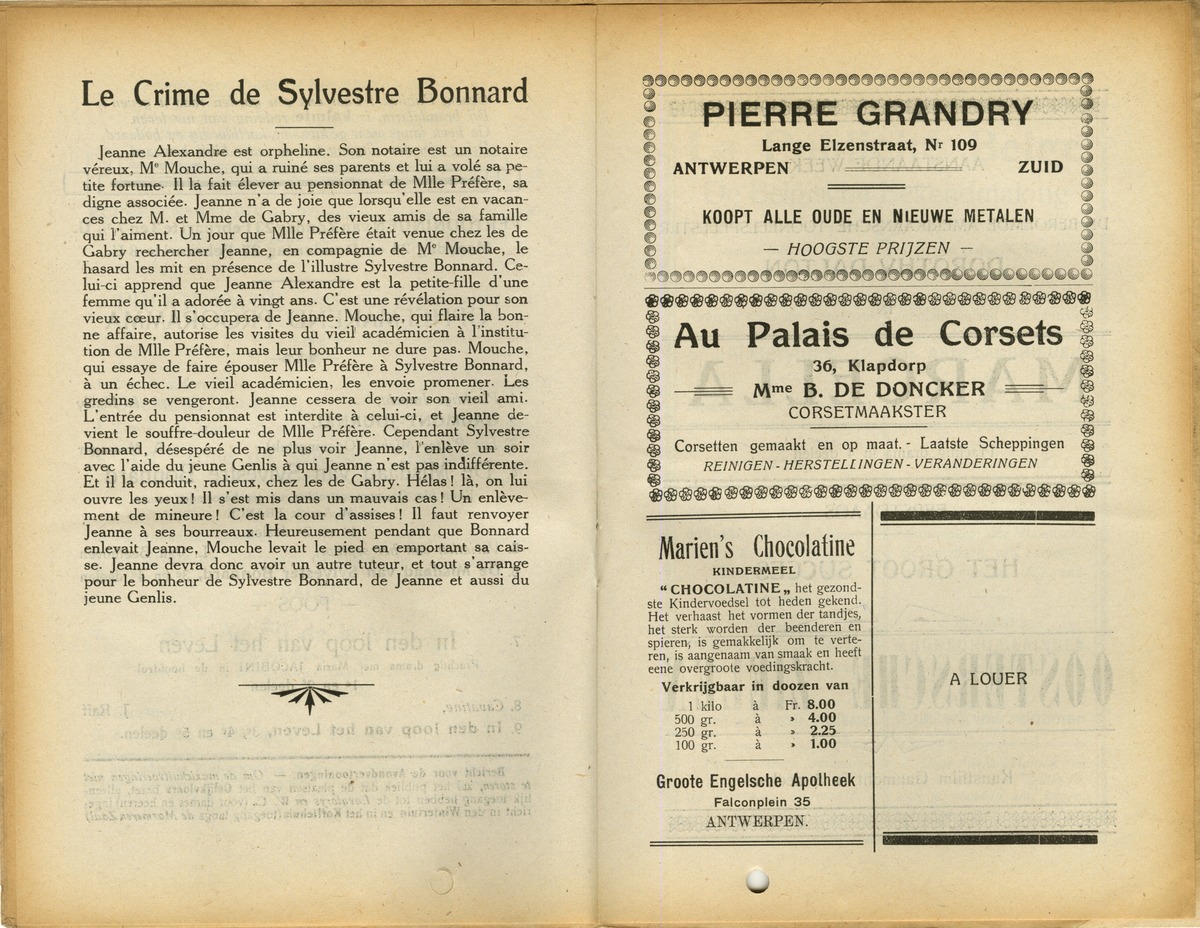 Le Crime de Sylvestre Bonnard
Jeanne Alexandre est orpheline. Son notaire est un notaire
véreux, Me Mouche, qui a ruiné ses parents et lui a volé sa pe-
tite fortune. Il la fait élever au pensionnat de Mlle Préfère, sa
digne associée. Jeanne n'a de joie que lorsqu'elle est en vacan-
ces chez M. et Mme de Gabry, des vieux amis de sa famille
qui l'aiment. Un jour que Mlle Préfère était venue chez les de
Gabry rechercher Jeanne, en compagnie de Me Mouche, le
hasard les mit en présence de l'illustre Sylvestre Bonnard. Ce-
lui-ci apprend que Jeanne Alexandre est la petite-fille d'une
femme qu'il a adorée à vingt ans. C'est une révélation pour son
vieux cœur. Il s'occupera de Jeanne. Mouche, qui flaire la bon-
ne affaire, autorise les visites du vieil académicien à l'institu-
tion de Mlle Préfère, mais leur bonheur ne dure pas. Mouche,
qui essaye de faire épouser Mlle Préfère à Sylvestre Bonnard,
à un échec. Le vieil académicien, les envoie promener. Les
gredins se vengeront. Jeanne cessera de voir son vieil ami.
L'entrée du pensionnat est interdite à celui-ci, et Jeanne de-
vient le souffre-douleur de Mlle Préfère. Cependant Sylvestre
Bonnard, désespéré de ne plus voir Jeanne, l'enlève un soir
avec l'aide du jeune Genlis à qui Jeanne n'est pas indifférente.
Et il la conduit, radieux, chez les de Gabry. Hélas! là, on lui
ouvre les yeux! Il s'est mis dans un mauvais cas! Un enlève-
ment de mineure! C'est la cour d'assises! Il faut renvoyer
Jeanne à ses bourreaux. Heureusement pendant que Bonnard
enlevait Jeanne, Mouche levait le pied en emportant sa cais-
se. Jeanne devra donc avoir un autre tuteur, et tout s'arrange
pour le bonheur de Sylvestre Bonnard, de Jeanne et aussi du
jeune Genlis.
PIERRE GRANDRY
Lange Elzenstraat, Nr 109
ANTWERPEN ZUID
KOOPT ALLE OUDE EN NIEUWE METALEN
— HOOGSTE PRIJZEN —
Au Palais de Corsets
36, Klapdorp
Mme B. DE DONCKER
CORSETMAAKSTER
Corsetten gemaakt en op maat. - Laatste Scheppingen
REINIGEN - HERSTELLINGEN - VERANDERINGEN
Marien's Chocolatine
KINDERMEEL
“CHOCOLATINE„ het gezond-
ste Kindervoedsel tot heden gekend.
Het verhaast het vormen der tandjes,
het sterk worden der beenderen en
spieren, is gemakkelijk om te verte-
ren, is aangenaam van smaak en heeft
eene overgroote voedingskracht.
Verkrijgbaar in doozen van
1 kilo à Fr. 8.00
500 gr. à » 4.00
250 gr. à » 2.25
100 gr. à » 1.00
Groote Engelsche Apotheek
Falconplein 35
ANTWERPEN.
A LOUER